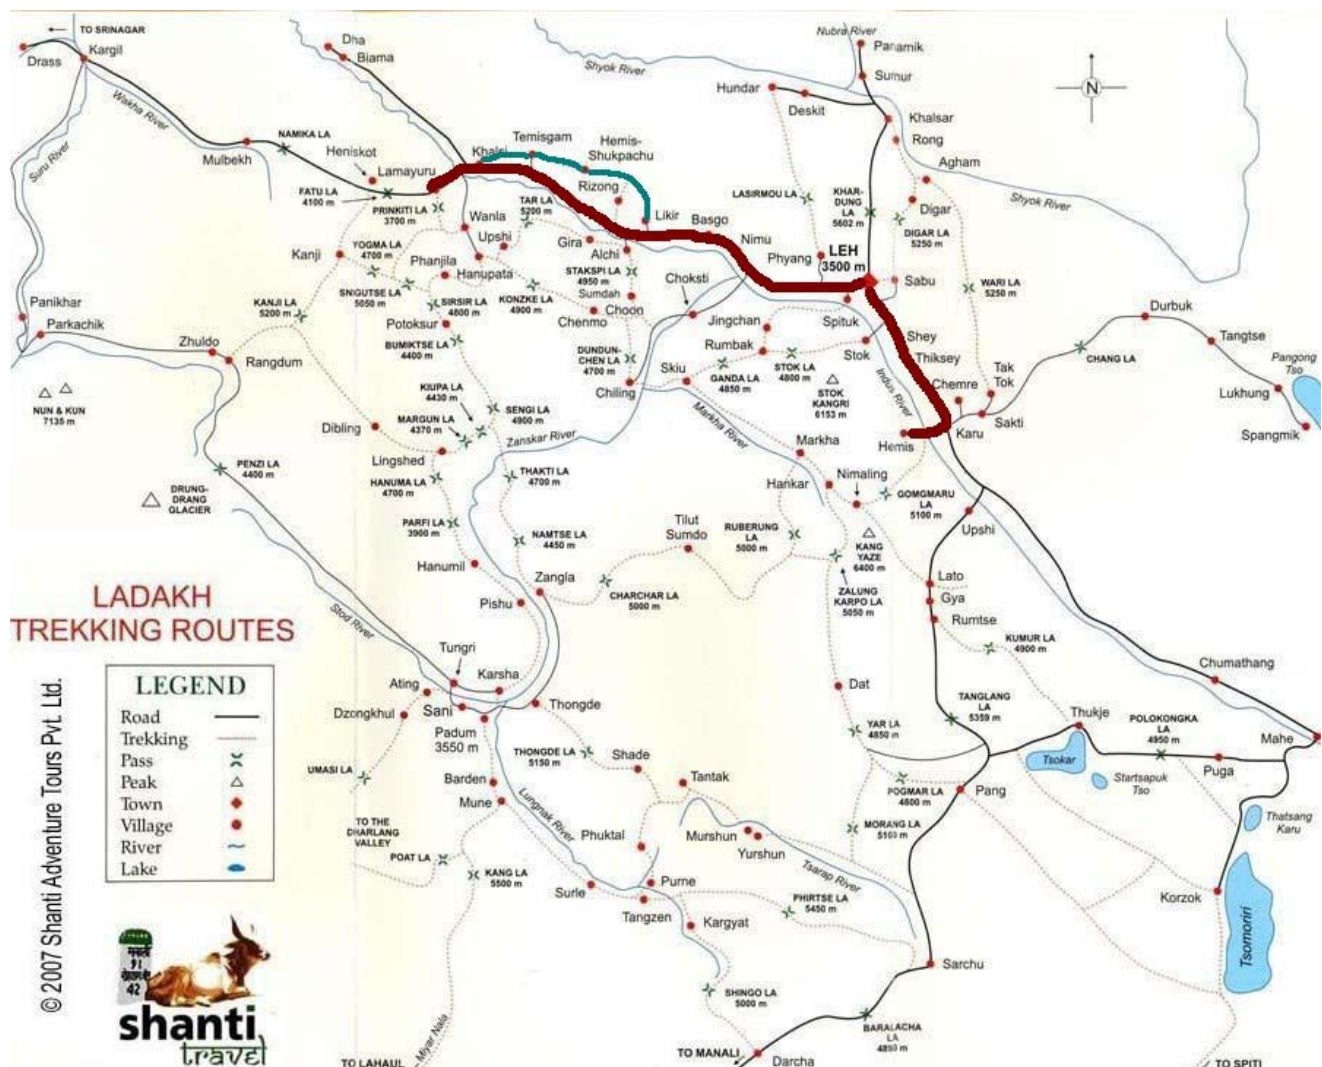 TO SRINAGAR
Drass
Kargil
Dha
Biama
Wakha River
Suru River
NAMIKA LA
Mulbekh
Heniskot
Lamayuru
FATU LA
4100 m
PRINKITI LA
3700 m
Khalsi
Temisgam
Hemis-
Shukpachu
Rizong
TAR LA
5200 m
Likir
Basgo
Nimu
Shyok River
Nubra River
Panamik
Sumur
Hundar
Deskit
Khalsar
Rong
Agham
Shyok River
N
LASIRMOU LA
KHAR-
DUNG
LA
5602 m
Digar
DIGAR LA
5250 m
Phyang
LEH
3500 m
Sabu
WARI LA
5250 m
Kanji
YOGMA LA
4700 m
Wanla
Upshi
Phanjila
Hanupata
Gira
Alchi
STAKSPI LA
4950 m
Sumdah
Choon
Choksti
SNIGUTSE LA
5050 m
SIRSIR LA
4800 m
KONZKE LA
4900 m
Chenmo
KANJI LA
5200 m
Panikhar
Parkachik
Zhuldo
Rangdum
Potoksur
BUMIKTSE LA
4400 m
DUNDUN-
CHEN LA
4700 m
Chiling
Skiu
Jingchan
Rumbak
GANDA LA
4850 m
STOK LA
4800 m
Spituk
Stok
Shey
Thiksey
STOK
KANGRI
6153 m
Indus River
Chemre
Tak
Tok
Sakti
Karu
Hemis
CHANG LA
Durbuk
Tangtse
Pangong
Tso
Lukhung
Spangmik
NUN & KUN
7135 m
KIUPA LA
4430 m
MARGUN LA
4370 m
SENGI LA
4900 m
Dibling
Lingshed
HANUMA LA
4700 m
THAKTI LA
4700 m
Zanskar River
Markha River
Markha
Hankar
Nimaling
GOMGMARU
LA
5100 m
Upshi
PENZI LA
4400 m
DRUNG-
DRANG
GLACIER
PARFI LA
3900 m
NAMTSE LA
4450 m
Tilut
Sumdo
RUBERUNG LA
5000 m
KANG
YAZE
6400 m
ZALUNG
KARPO LA
5050 m
Hanumil
Zangla
CHARCHAR LA
5000 m
Pishu
Lato
Gya
Rumtse
KUMUR LA
4900 m
Chumathang
LADAKH
TREKKING ROUTES
Stod River
Tungri
Karsha
Ating
Dzongkhul
Sani
Padum
3550 m
Thongde
Dat
TANGLANG
LA
5359 m
Thukje
POLOKONGKA
LA
4950 m
Mahe
LEGEND
Road
Trekking
Pass
Peak
Town
Village
River
Lake
UMASI LA
THONGDE LA
5150 m
Shade
Tantak
YAR LA
4850 m
POGMAR LA
4800 m
Pang
Tsokar
Startsapuk
Tso
Puga
Thatsang
Karu
Barden
Mune
Lungnak River
Phuktal
Murshun
Yurshun
MORANG LA
Tsarap River
TO THE
DHARLANG
VALLEY
POAT LA
KANG LA
5500 m
Surle
Purne
Tangzen
Kargyat
PHIRTSE LA
5450 m
Korzok
Tsomoriri
Sarchu
SHINGO LA
5000 m
BARALACHA
LA
TO MANALI
Darcha
TO LAHAUL
Miyar Nala
TO SPITI
© 2007 Shanti Adventure Tours Pvt. Ltd.
42
shanti
travel